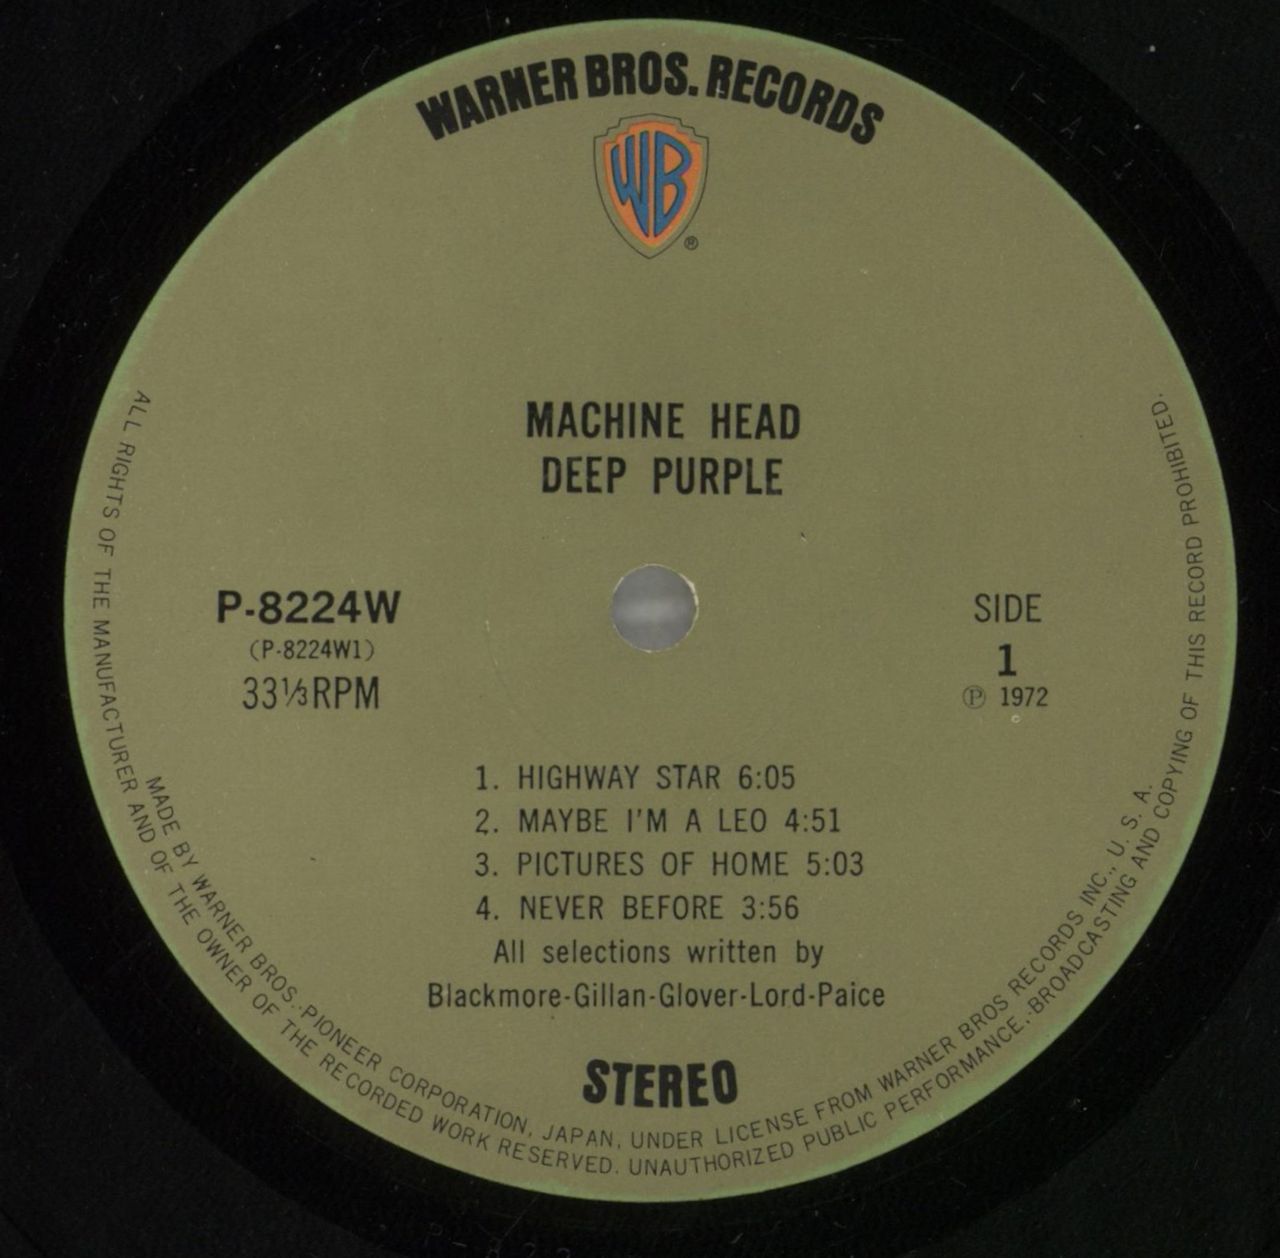 WARNER BROS. RECORDS
WB
®
MACHINE HEAD
DEEP PURPLE
P-8224W
(P-8224W1)
33⅓RPM
SIDE
1
Ⓟ 1972
1. HIGHWAY STAR 6:05
2. MAYBE I'M A LEO 4:51
3. PICTURES OF HOME 5:03
4. NEVER BEFORE 3:56
All selections written by
Blackmore-Gillan-Glover-Lord-Paice
STEREO
MADE BY WARNER BROS.-PIONEER CORPORATION, JAPAN, UNDER LICENSE FROM WARNER BROS RECORDS INC., U. S. A.
ALL RIGHTS OF THE MANUFACTURER AND OF THE OWNER OF THE RECORDED WORK RESERVED. UNAUTHORIZED PUBLIC PERFORMANCE,·BROADCASTING AND COPYING OF THIS RECORD PROHIBITED.